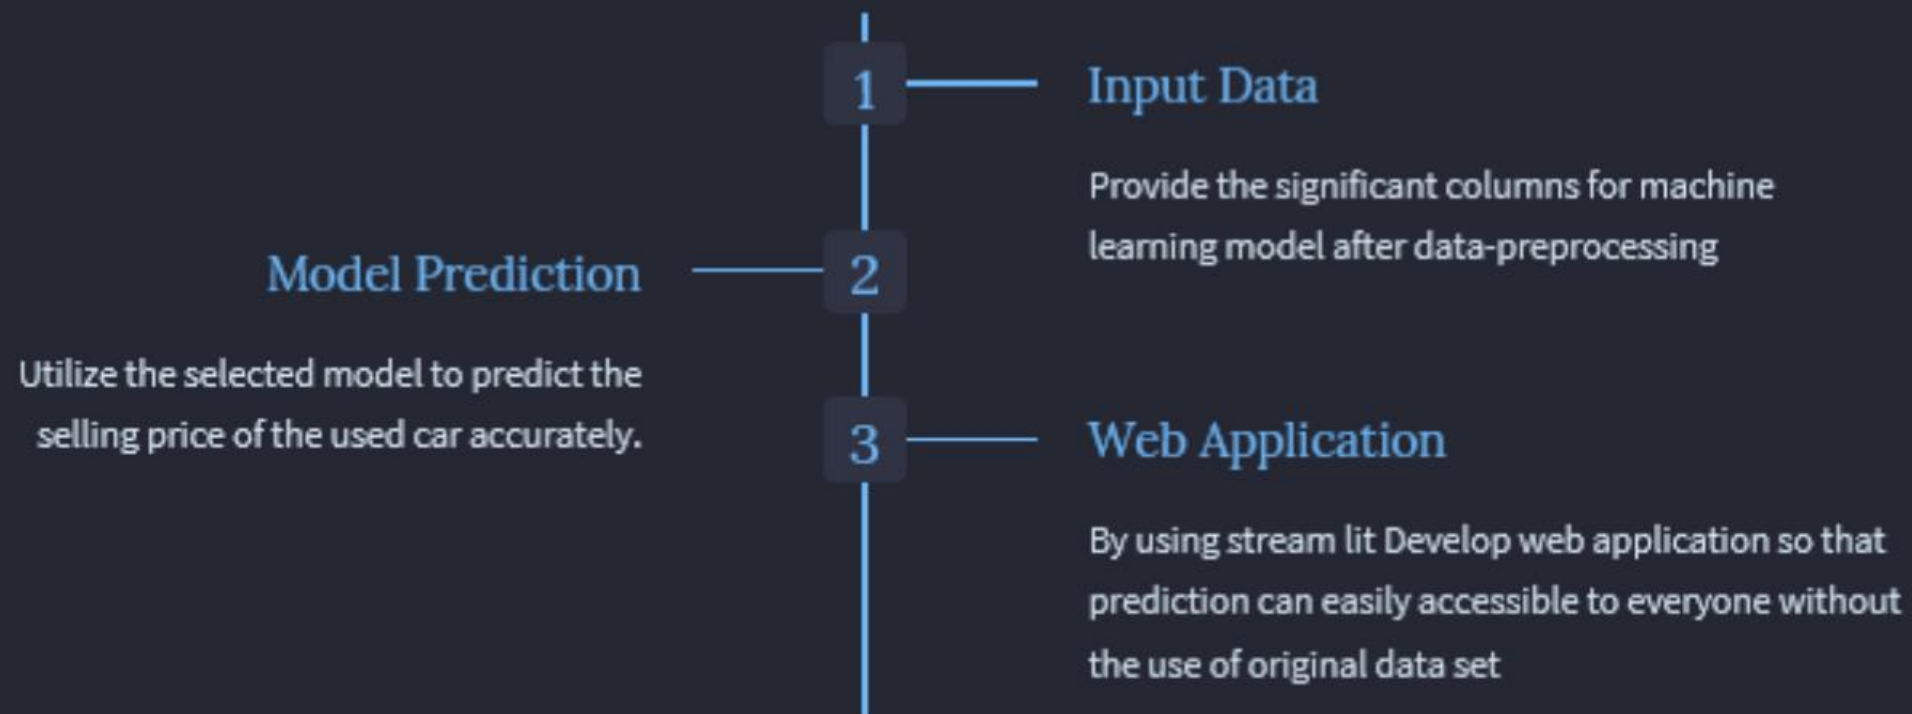 1
Input Data
Provide the significant columns for machine
learning model after data-preprocessing
2
Model Prediction
Utilize the selected model to predict the
selling price of the used car accurately.
3
Web Application
By using stream lit Develop web application so that
prediction can easily accessible to everyone without
the use of original data set